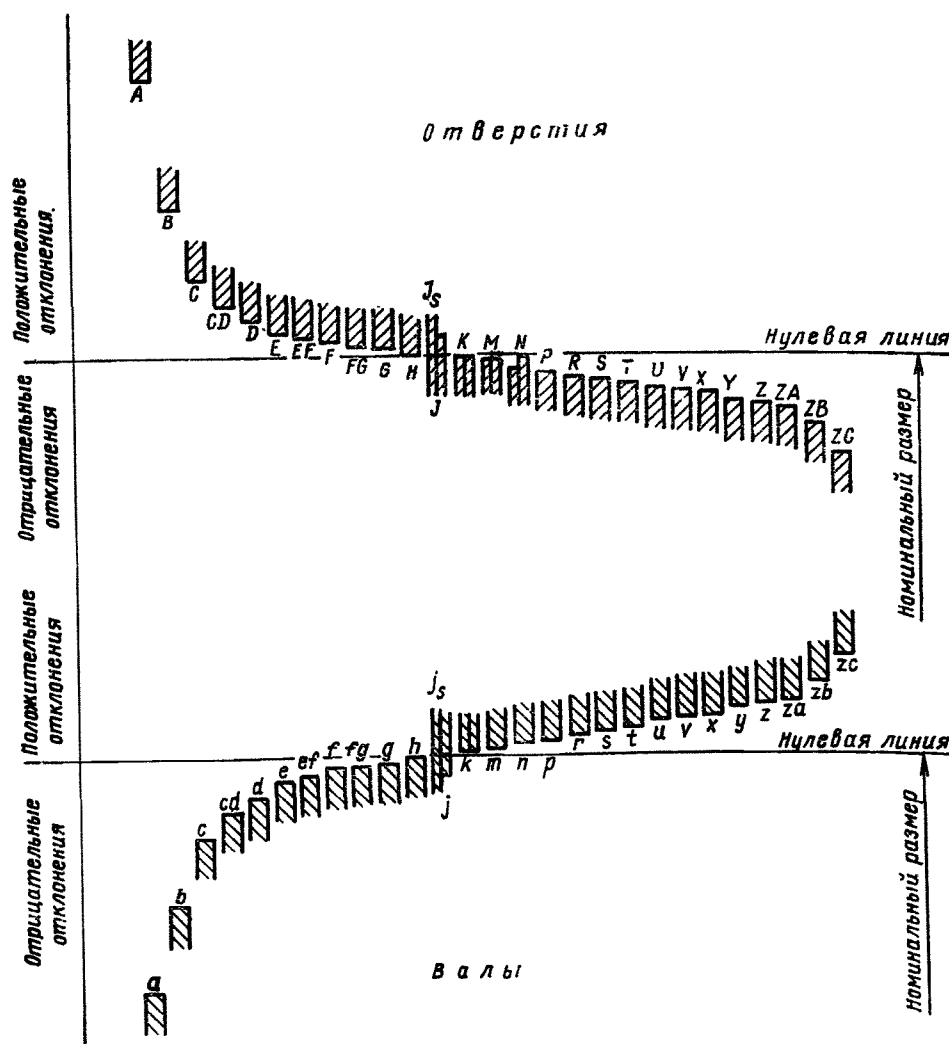 Отверстия
Положительные
отклонения.
Отрицательные
отклонения
A
B
C
CD
D
E
EF
F
FG
G
H
Js
J
K
M
N
P
R
S
T
U
V
X
Y
Z
ZA
ZB
ZC
Нулевая линия
Номинальный размер
Положительные
отклонения
Отрицательные
отклонения
a
b
c
cd
d
e
ef
f
fg
g
h
js
j
k
m
n
p
r
s
t
u
v
x
y
z
za
zb
zc
Нулевая линия
Номинальный размер
Валы